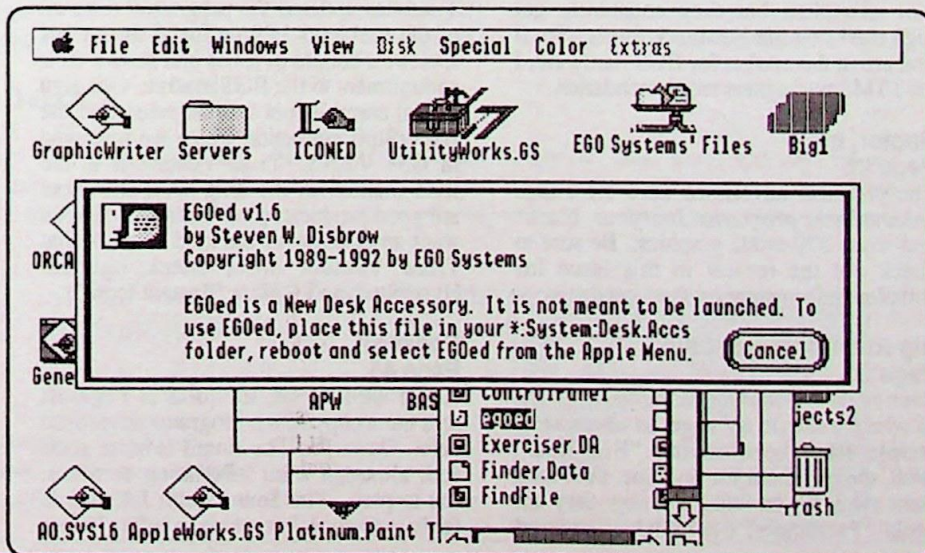 File Edit Windows View Disk Special Color Extras
GraphicWriter Servers ICONED UtilityWorks.GS EGO Systems' Files Big1
EGOed v1.6
by Steven W. Disbrow
Copyright 1989-1992 by EGO Systems
ORCA
EGOed is a New Desk Accessory. It is not meant to be launched. To
use EGOed, place this file in your *:System:Desk.Accs
folder, reboot and select EGOed from the Apple Menu.
Cancel
Gene
APW BAS
ControlPanel
egoed
jects2
Exerciser.DA
Finder.Data
FindFile
Trash
AO.SYS16 AppleWorks.GS Platinum.Paint T